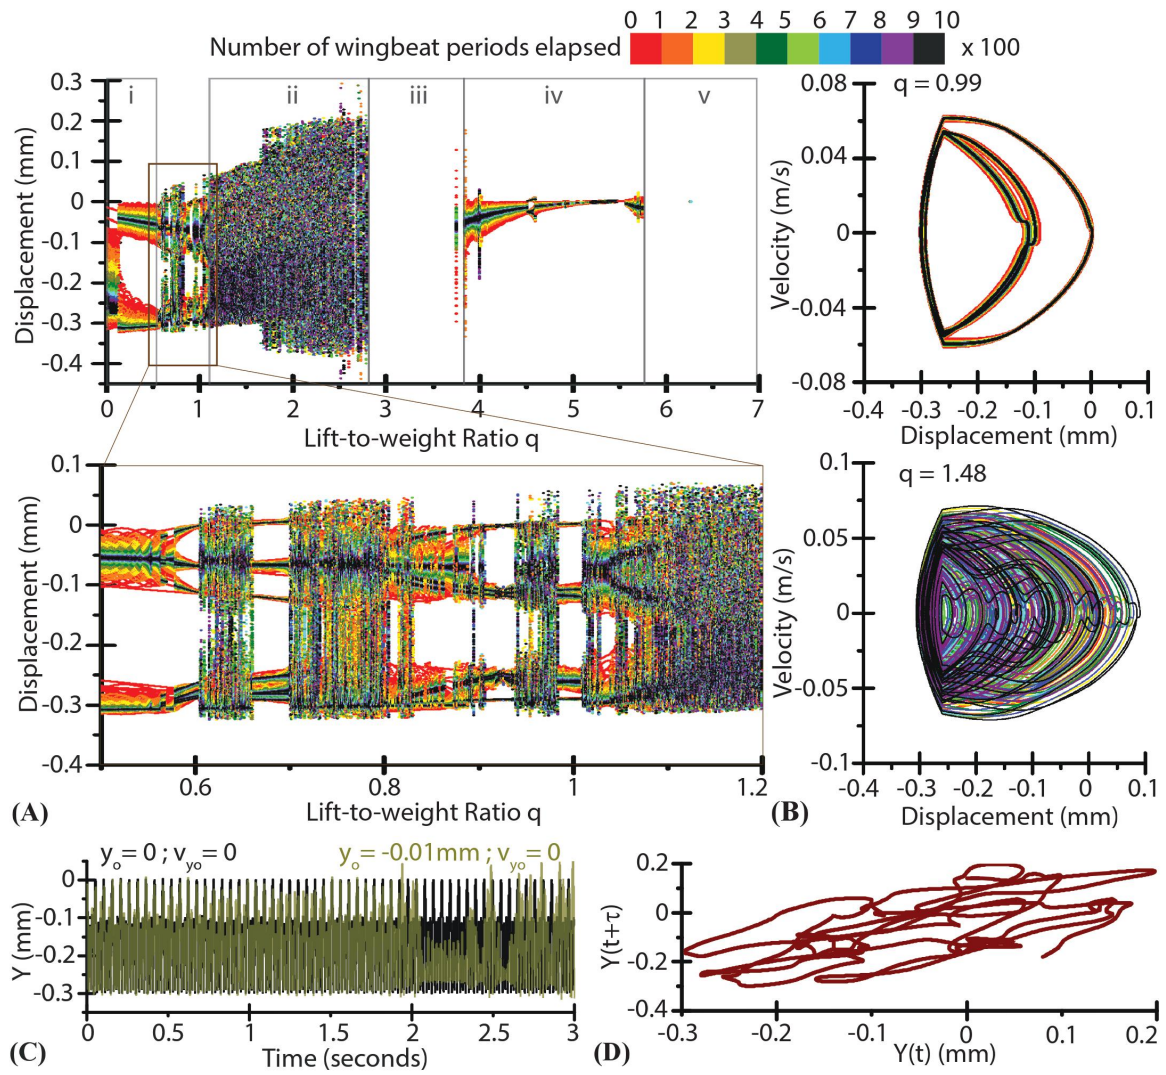 0 1 2 3 4 5 6 7 8 9 10
Number of wingbeat periods elapsed x 100
i ii iii iv v
0.3
0.2
0.1
0
-0.1
-0.2
-0.3
-0.4
Displacement (mm)
0 1 2 3 4 5 6 7
Lift-to-weight Ratio q
q = 0.99
0.08
0.04
0
-0.04
-0.08
Velocity (m/s)
-0.4 -0.3 -0.2 -0.1 0 0.1
Displacement (mm)
0.1
0
-0.1
-0.2
-0.3
-0.4
Displacement (mm)
0.6 0.8 1 1.2
Lift-to-weight Ratio q
(A)
q = 1.48
0.1
0.05
0
-0.05
-0.1
Velocity (m/s)
-0.4 -0.3 -0.2 -0.1 0 0.1
Displacement (mm)
(B)
yo= 0 ; vyo= 0
yo= -0.01mm ; vyo= 0
0
-0.1
-0.2
-0.3
Y (mm)
0 0.5 1 1.5 2 2.5 3
Time (seconds)
(C)
0.2
0
-0.2
-0.4
Y(t+τ)
-0.3 -0.2 -0.1 0 0.1 0.2
Y(t) (mm)
(D)